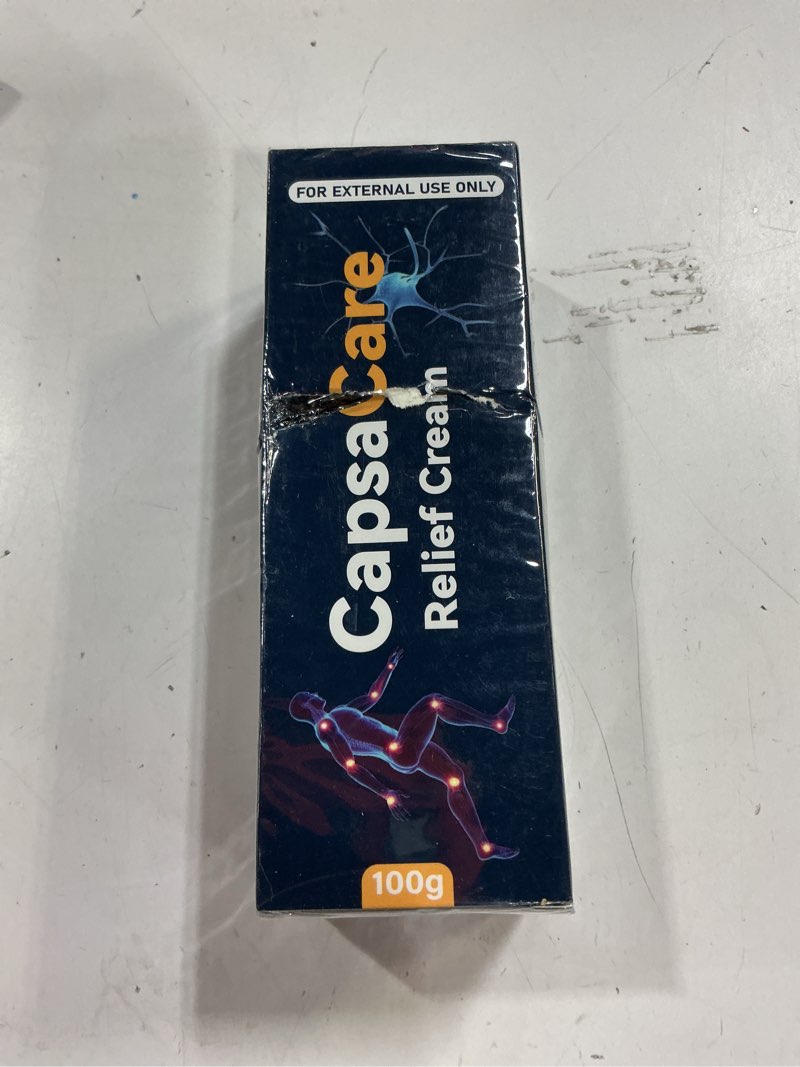 FOR EXTERNAL USE ONLY
CapsaCare
Relief Cream
100g